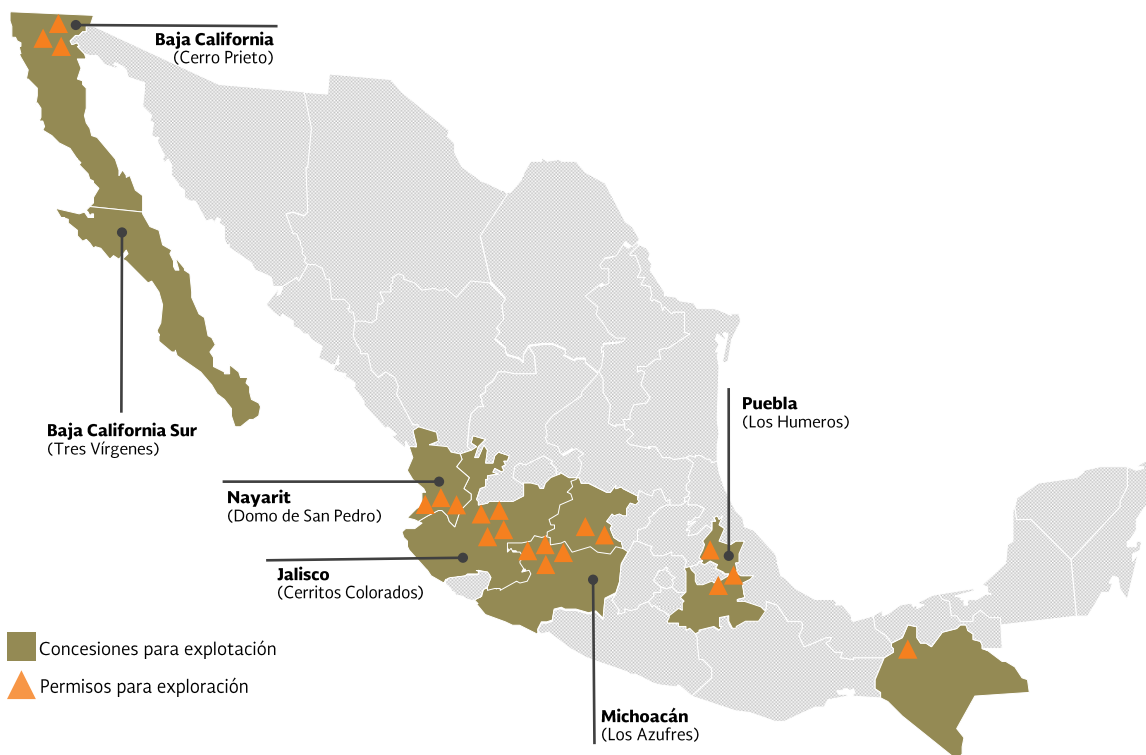 Baja California
(Cerro Prieto)
Baja California Sur
(Tres Vírgenes)
Puebla
(Los Humeros)
Nayarit
(Domo de San Pedro)
Jalisco
(Cerritos Colorados)
Concesiones para explotación
Permisos para exploración
Michoacán
(Los Azufres)